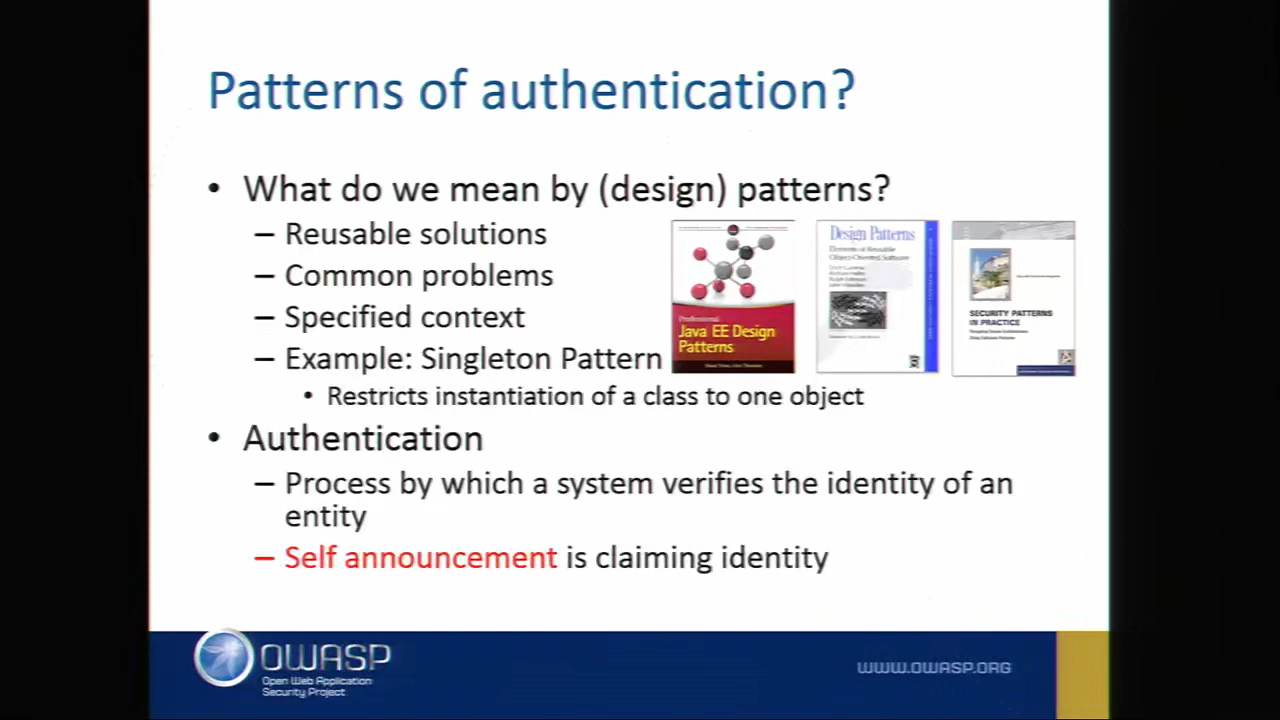 Patterns of authentication?
• What do we mean by (design) patterns?
– Reusable solutions
– Common problems
– Specified context
– Example: Singleton Pattern
• Restricts instantiation of a class to one object
• Authentication
– Process by which a system verifies the identity of an
entity
– Self announcement is claiming identity
Professional
Java EE Design
Patterns
Design Patterns
Elements of Reusable
Object-Oriented Software
SECURITY PATTERNS
IN PRACTICE
OWASP
Open Web Application
Security Project
WWW.OWASP.ORG